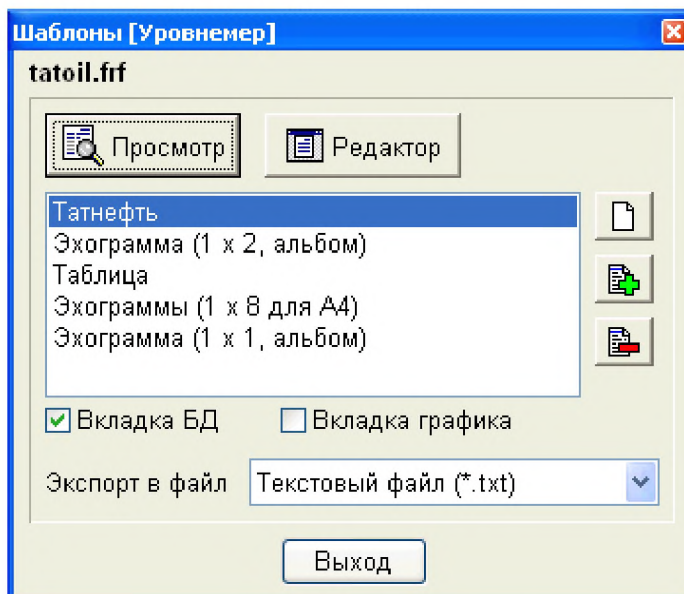 Шаблоны [Уровнемер]
tatoil.frf
Просмотр Редактор
Татнефть
Эхограмма (1 x 2, альбом)
Таблица
Эхограммы (1 x 8 для А4)
Эхограмма (1 x 1, альбом)
Вкладка БД Вкладка графика
Экспорт в файл Текстовый файл (*.txt)
Выход